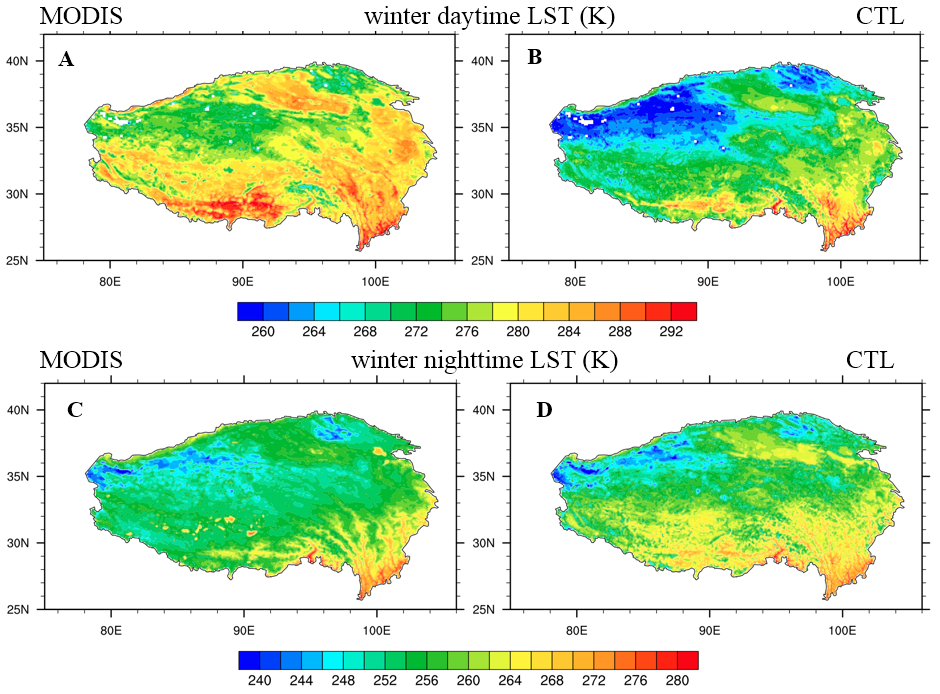 MODIS winter daytime LST (K) CTL
A B
40N 40N
35N 35N
30N 30N
25N 25N
80E 90E 100E 80E 90E 100E
260 264 268 272 276 280 284 288 292
MODIS winter nighttime LST (K) CTL
C D
40N 40N
35N 35N
30N 30N
25N 25N
80E 90E 100E 80E 90E 100E
240 244 248 252 256 260 264 268 272 276 280